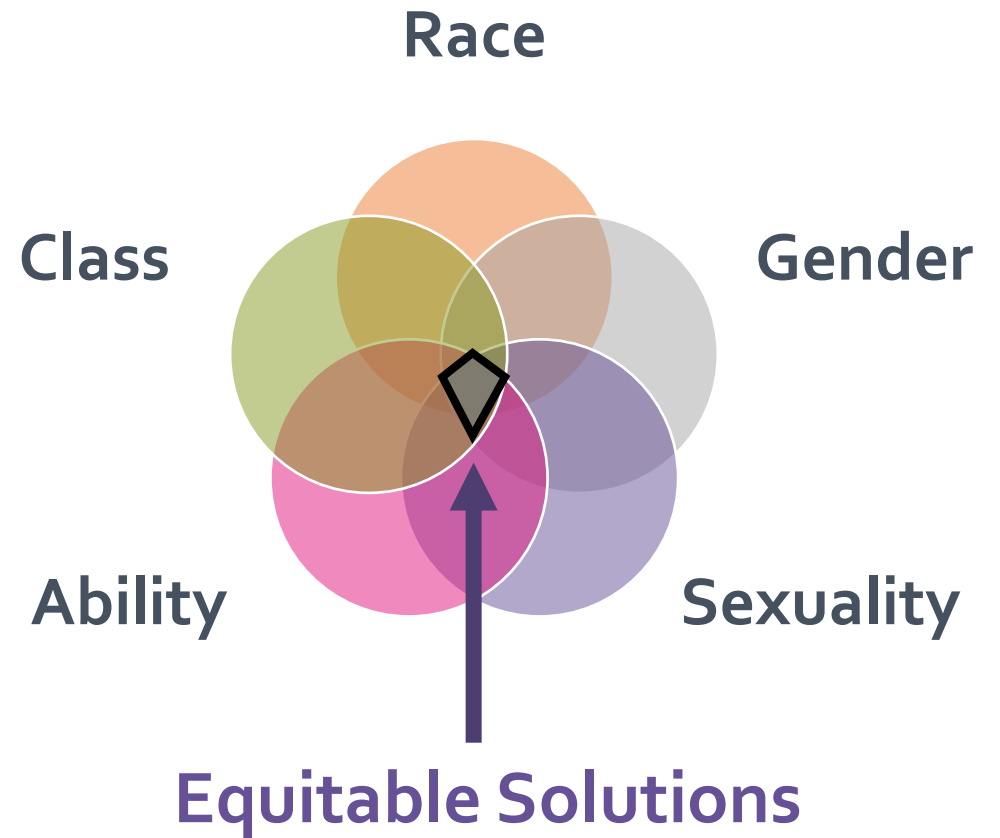 Race
Class
Gender
Ability
Sexuality
Equitable Solutions